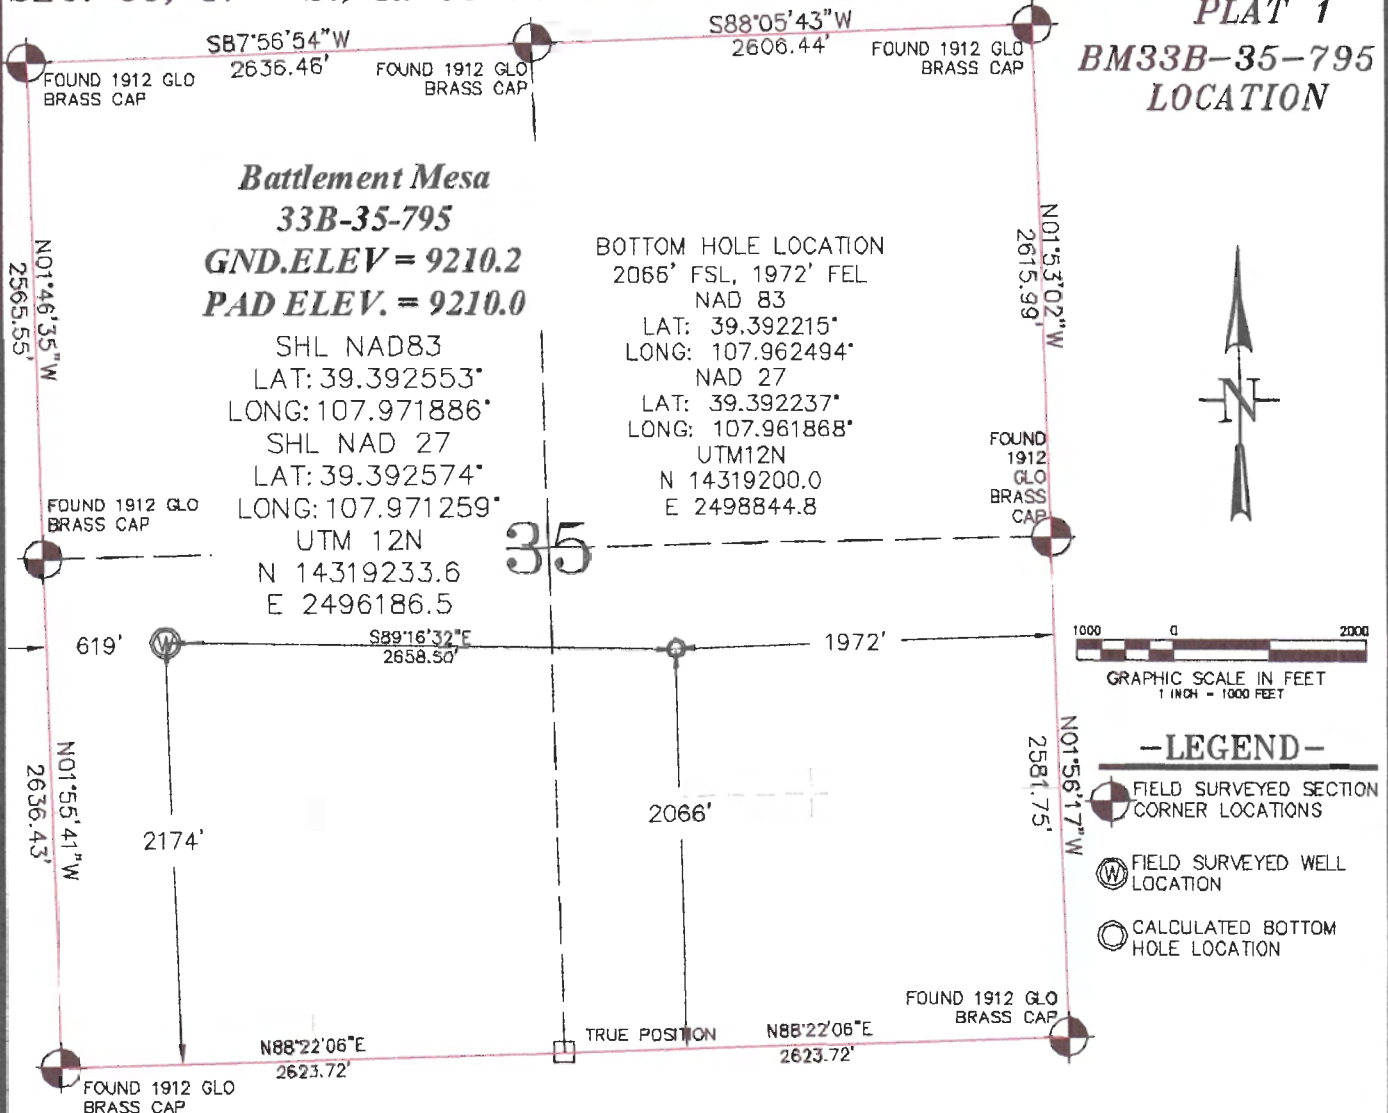 PLAT 1
BM33B-35-795
LOCATION
S87°56'54"W
2636.46'
S88°05'43"W
2606.44'
FOUND 1912 GLO
BRASS CAP
FOUND 1912 GLO
BRASS CAP
FOUND 1912 GLO
BRASS CAP
Battlement Mesa
33B-35-795
GND.ELEV = 9210.2
PAD ELEV. = 9210.0
SHL NAD83
LAT: 39.392553°
LONG: 107.971886°
SHL NAD 27
LAT: 39.392574°
LONG: 107.971259°
UTM 12N
N 14319233.6
E 2496186.5
BOTTOM HOLE LOCATION
2066' FSL, 1972' FEL
NAD 83
LAT: 39.392215°
LONG: 107.962494°
NAD 27
LAT: 39.392237°
LONG: 107.961868°
UTM12N
N 14319200.0
E 2498844.8
N01°46'35"W
2565.55'
N01°53'02"W
2615.99'
N
FOUND 1912 GLO
BRASS CAP
FOUND
1912
GLO
BRASS
CAP
35
619'
W
S89°16'32"E
2658.50'
1972'
1000 0 2000
GRAPHIC SCALE IN FEET
1 INCH = 1000 FEET
N01°55'41"W
2636.43'
2174'
2066'
N01°56'17"W
2581.75'
-LEGEND-
FIELD SURVEYED SECTION
CORNER LOCATIONS
W FIELD SURVEYED WELL
LOCATION
CALCULATED BOTTOM
HOLE LOCATION
FOUND 1912 GLO
BRASS CAP
TRUE POSITION
N88°22'06"E
2623.72'
N88°22'06"E
2623.72'
FOUND 1912 GLO
BRASS CAP